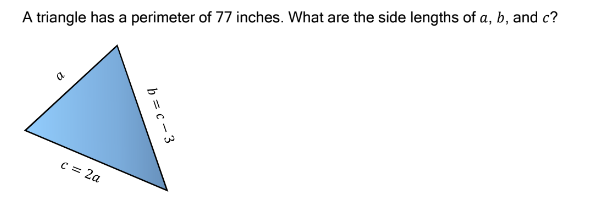 A triangle has a perimeter of 77 inches. What are the side lengths of a, b, and c?
a
b = c − 3
c = 2a